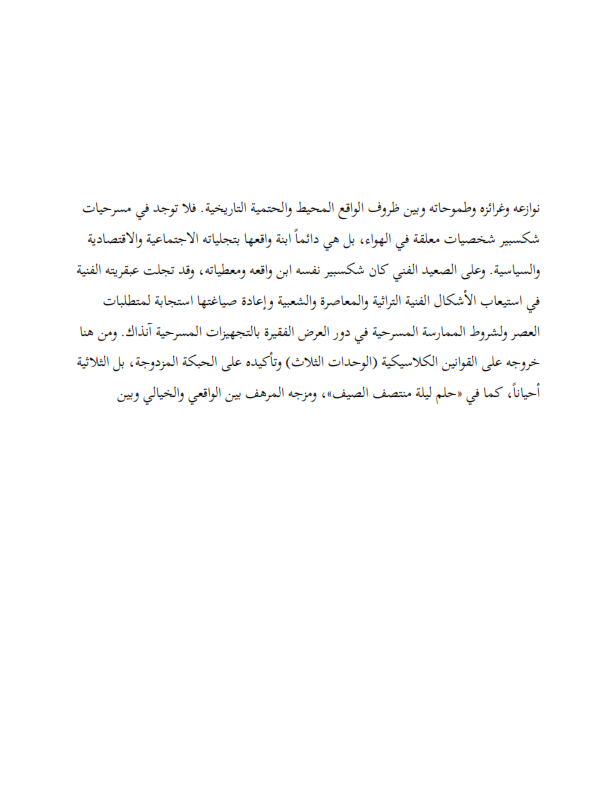 نوازعه وغرائزه وطموحاته وبين ظروف الواقع المحيط والحتمية التاريخية. فلا توجد في مسرحيات
شكسبير شخصيات معلقة في الهواء، بل هي دائماً ابنة واقعها بتجلياته الاجتماعية والاقتصادية
والسياسية. وعلى الصعيد الفني كان شكسبير نفسه ابن واقعه ومعطياته، وقد تجلت عبقريته الفنية
في استيعاب الأشكال الفنية التراثية والمعاصرة والشعبية وإعادة صياغتها استجابة لمتطلبات
العصر ولشروط الممارسة المسرحية في دور العرض الفقيرة بالتجهيزات المسرحية آنذاك. ومن هنا
خروجه على القوانين الكلاسيكية (الوحدات الثلاث) وتأكيده على الحبكة المزدوجة، بل الثلاثية
أحياناً، كما في «حلم ليلة منتصف الصيف»، ومزجه المرهف بين الواقعي والخيالي وبين